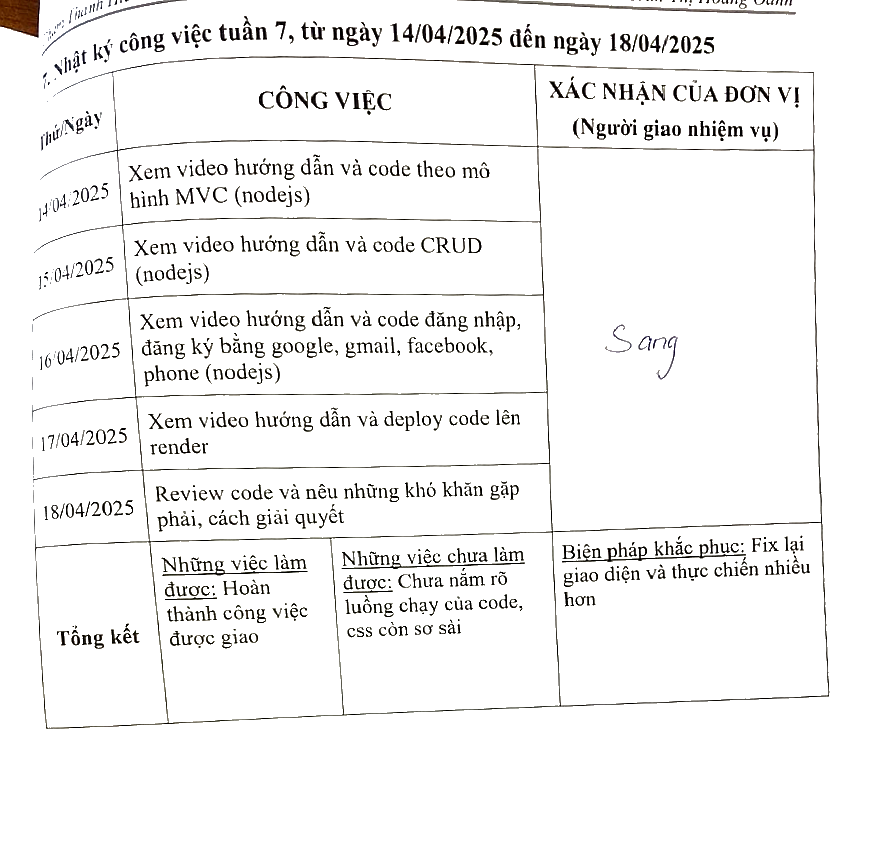 Thanh
Thị Hoàng Oanh
7. Nhật ký công việc tuần 7, từ ngày 14/04/2025 đến ngày 18/04/2025
Thứ/Ngày
CÔNG VIỆC
XÁC NHẬN CỦA ĐƠN VỊ
(Người giao nhiệm vụ)
14/04/2025
Xem video hướng dẫn và code theo mô
hình MVC (nodejs)
15/04/2025
Xem video hướng dẫn và code CRUD
(nodejs)
16/04/2025
Xem video hướng dẫn và code đăng nhập,
đăng ký bằng google, gmail, facebook,
phone (nodejs)
Sang
17/04/2025
Xem video hướng dẫn và deploy code lên
render
18/04/2025
Review code và nêu những khó khăn gặp
phải, cách giải quyết
Tổng kết
Những việc làm
được: Hoàn
thành công việc
được giao
Những việc chưa làm
được: Chưa nắm rõ
luồng chạy của code,
css còn sơ sài
Biện pháp khắc phục: Fix lại
giao diện và thực chiến nhiều
hơn